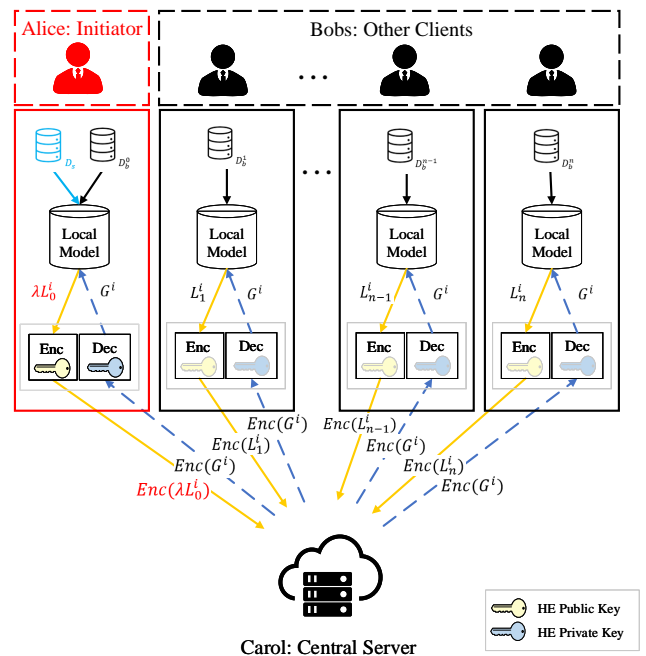 Alice: Initiator
Bobs: Other Clients
...
D_s
D_b^0
D_b^1
...
D_b^{n-1}
D_b^n
Local
Model
Local
Model
Local
Model
Local
Model
λL_0^i
G^i
L_1^i
G^i
L_{n-1}^i
G^i
L_n^i
G^i
Enc
Dec
Enc
Dec
Enc
Dec
Enc
Dec
Enc(G^i)
Enc(L_{n-1}^i)
Enc(L_1^i)
Enc(G^i)
Enc(G^i)
Enc(L_n^i)
Enc(λL_0^i)
Enc(G^i)
HE Public Key
HE Private Key
Carol: Central Server